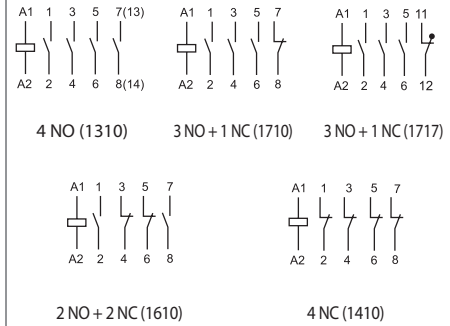 A1 1 3 5 7(13)
A2 2 4 6 8(14)
4 NO (1310)
A1 1 3 5 7
A2 2 4 6 8
3 NO + 1 NC (1710)
A1 1 3 5 11
A2 2 4 6 12
3 NO + 1 NC (1717)
A1 1 3 5 7
A2 2 4 6 8
2 NO + 2 NC (1610)
A1 1 3 5 7
A2 2 4 6 8
4 NC (1410)